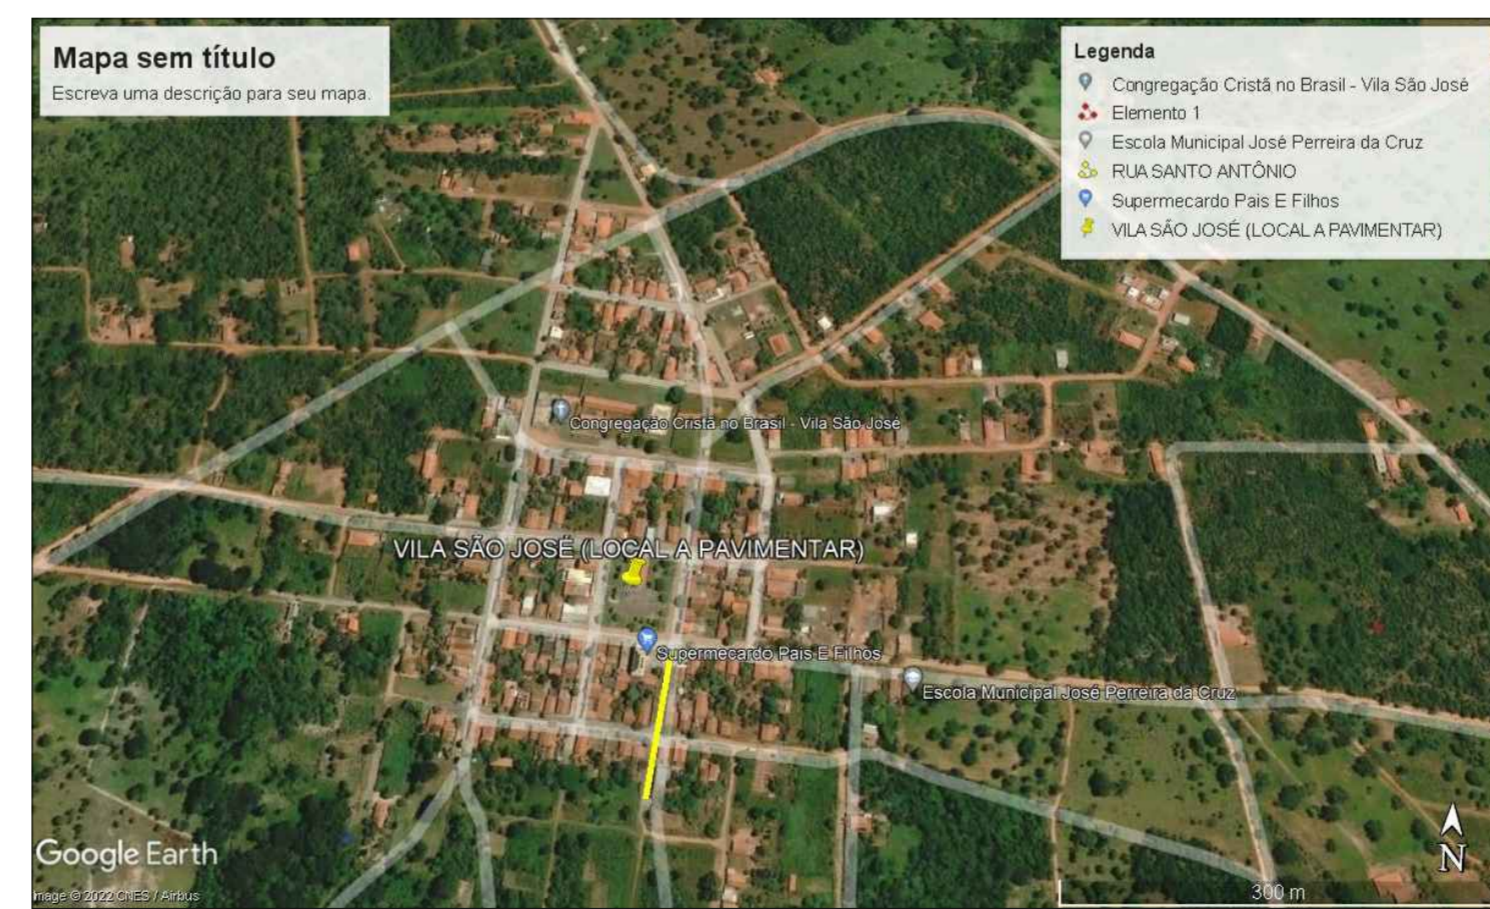 Mapa sem título
Escreva uma descrição para seu mapa.
Legenda
Congregação Cristã no Brasil - Vila São José
Elemento 1
Escola Municipal José Perreira da Cruz
RUA SANTO ANTÔNIO
Supermecardo Pais E Filhos
VILA SÃO JOSÉ (LOCAL A PAVIMENTAR)
Congregação Cristã no Brasil - Vila São José
VILA SÃO JOSÉ (LOCAL A PAVIMENTAR)
Supermecardo Pais E Filhos
Escola Municipal José Perreira da Cruz
Google Earth
N
Image © 2022 CNES / Airbus
300 m